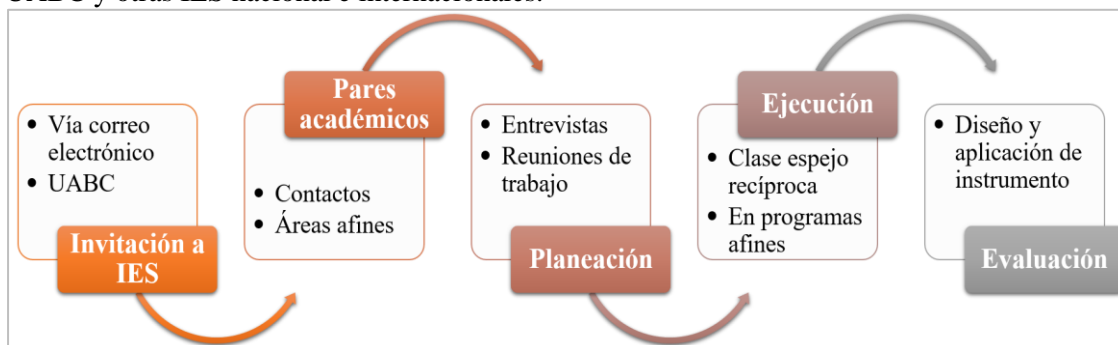 UABC y otras IES nacional e internacionales.
• Vía correo
electrónico
• UABC
Invitación a
IES
Pares
académicos
• Contactos
• Áreas afines
• Entrevistas
• Reuniones de
trabajo
Planeación
Ejecución
• Clase espejo
recíproca
• En programas
afines
• Diseño y
aplicación de
instrumento
Evaluación